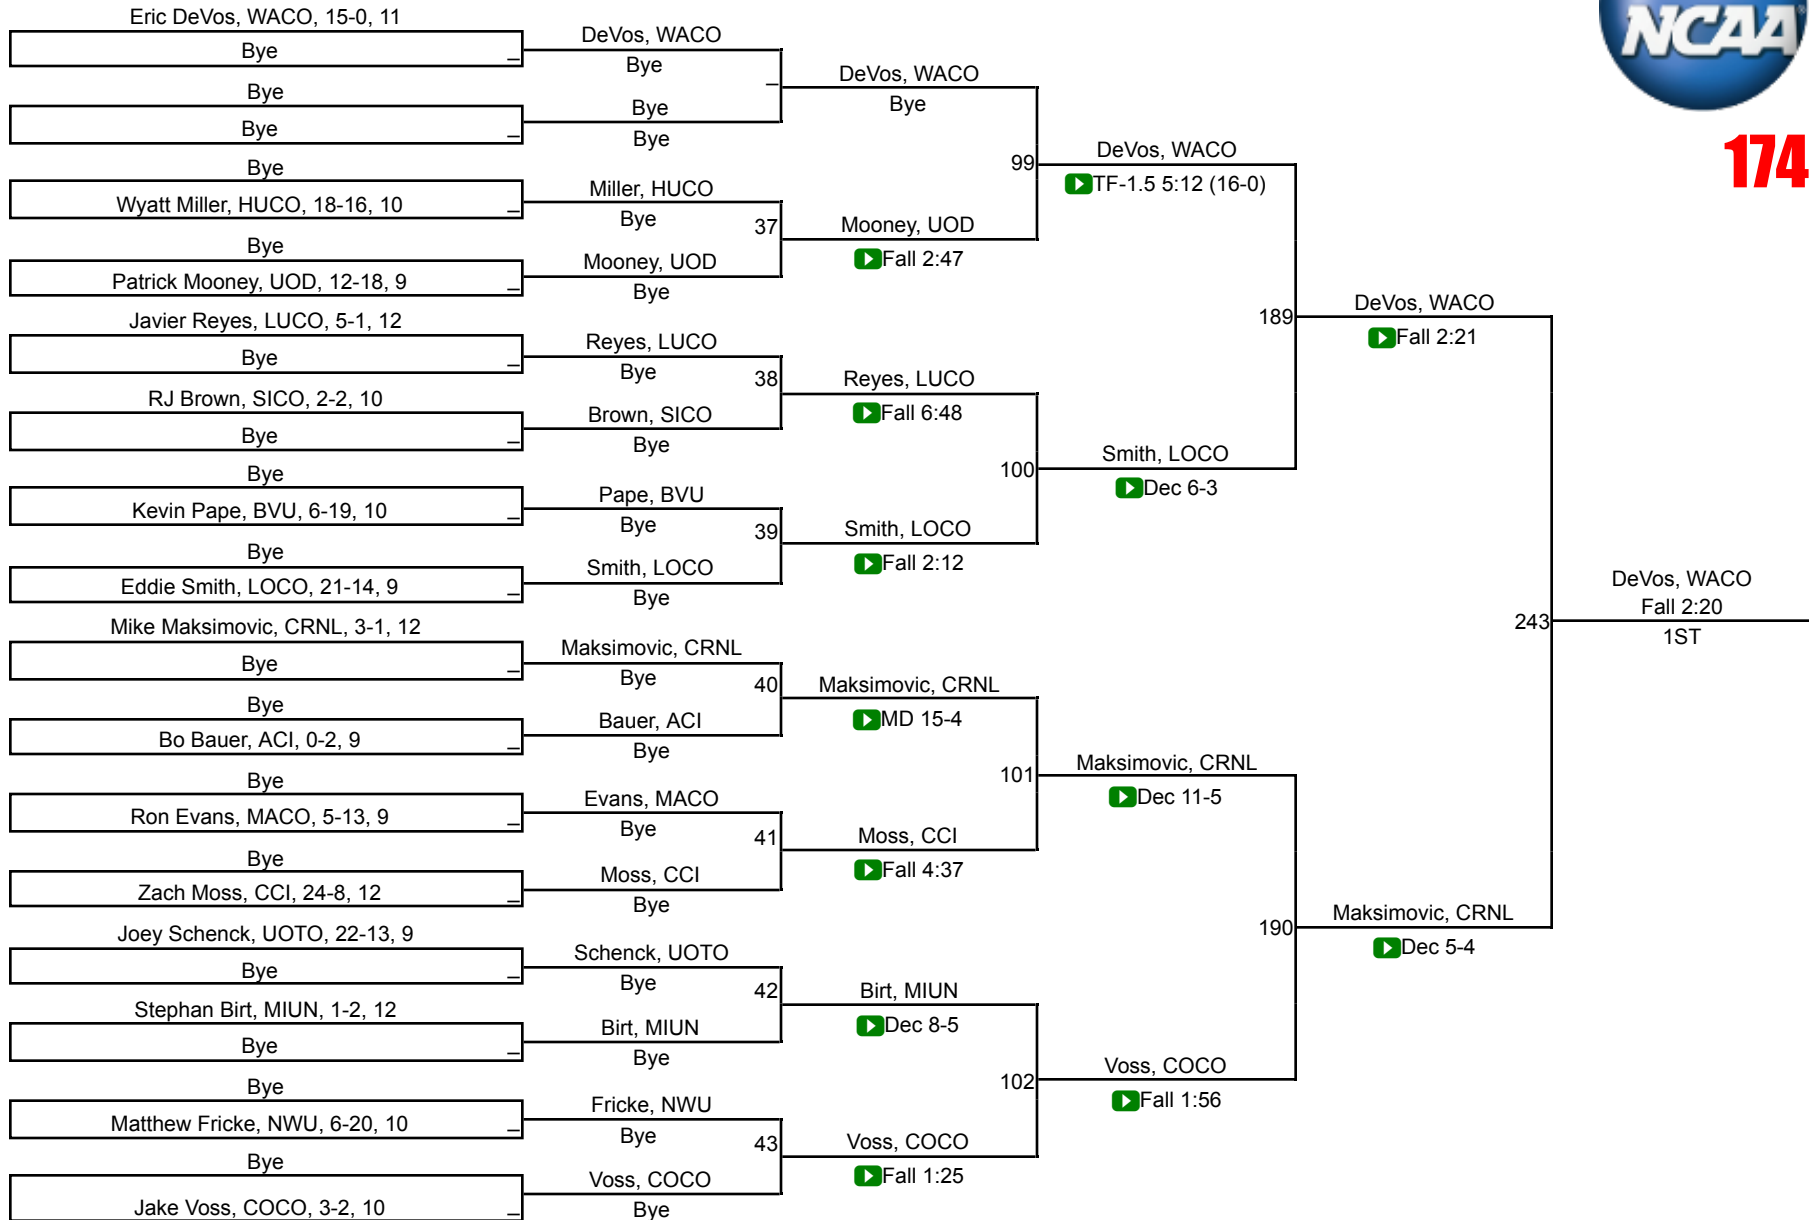 Eric DeVos, WACO, 15-0, 11
Bye
Bye
Bye
Bye
Wyatt Miller, HUCO, 18-16, 10
Bye
Patrick Mooney, UOD, 12-18, 9
Javier Reyes, LUCO, 5-1, 12
Bye
RJ Brown, SICO, 2-2, 10
Bye
Bye
Kevin Pape, BVU, 6-19, 10
Bye
Eddie Smith, LOCO, 21-14, 9
Mike Maksimovic, CRNL, 3-1, 12
Bye
Bye
Bo Bauer, ACI, 0-2, 9
Bye
Ron Evans, MACO, 5-13, 9
Bye
Zach Moss, CCI, 24-8, 12
Joey Schenck, UOTO, 22-13, 9
Bye
Stephan Birt, MIUN, 1-2, 12
Bye
Bye
Matthew Fricke, NWU, 6-20, 10
Bye
Jake Voss, COCO, 3-2, 10
DeVos, WACO
Bye
Bye
Bye
Miller, HUCO
Bye
37
Mooney, UOD
Bye
Reyes, LUCO
Bye
38
Brown, SICO
Bye
Pape, BVU
Bye
39
Smith, LOCO
Bye
Maksimovic, CRNL
Bye
40
Bauer, ACI
Bye
Evans, MACO
Bye
41
Moss, CCI
Bye
Schenck, UOTO
Bye
42
Birt, MIUN
Bye
Fricke, NWU
Bye
43
Voss, COCO
Bye
DeVos, WACO
Bye
99
Mooney, UOD
Fall 2:47
Reyes, LUCO
Fall 6:48
100
Smith, LOCO
Fall 2:12
Maksimovic, CRNL
MD 15-4
101
Moss, CCI
Fall 4:37
Birt, MIUN
Dec 8-5
102
Voss, COCO
Fall 1:25
DeVos, WACO
TF-1.5 5:12 (16-0)
189
Smith, LOCO
Dec 6-3
Maksimovic, CRNL
Dec 11-5
190
Voss, COCO
Fall 1:56
DeVos, WACO
Fall 2:21
243
Maksimovic, CRNL
Dec 5-4
DeVos, WACO
Fall 2:20
1ST
NCAA
174